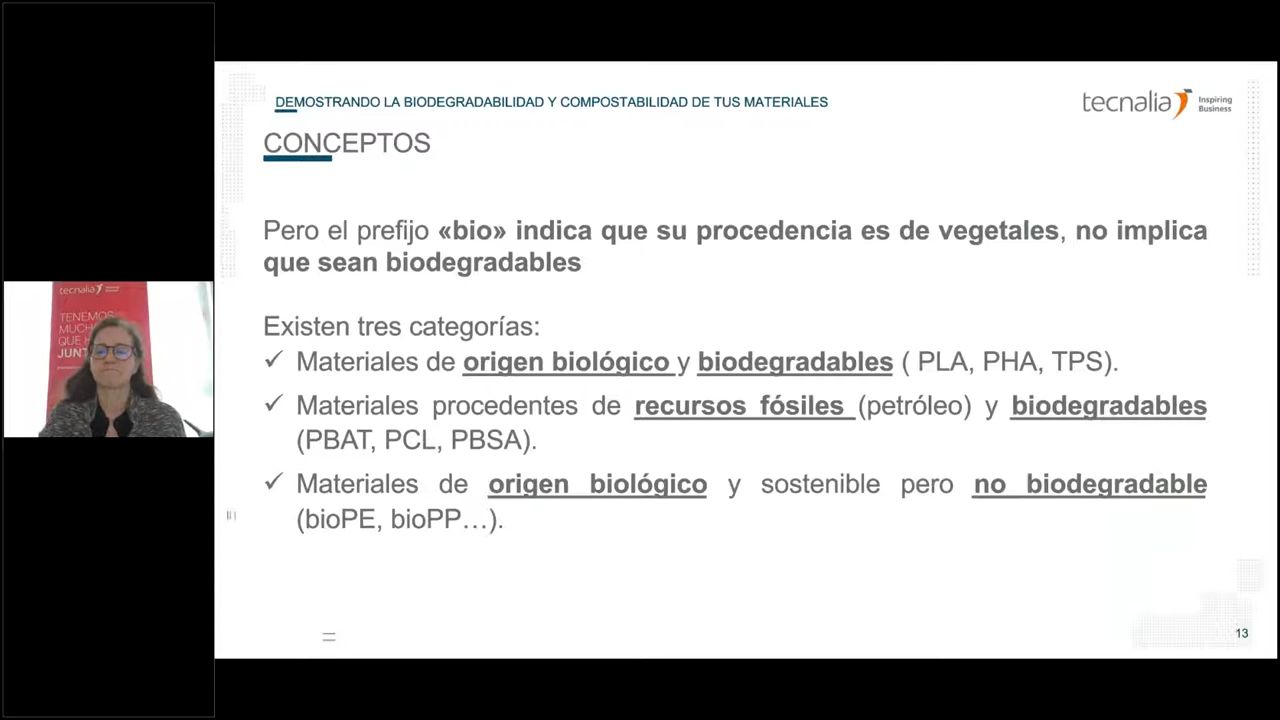 DEMOSTRANDO LA BIODEGRADABILIDAD Y COMPOSTABILIDAD DE TUS MATERIALES
tecnalia Inspiring
Business
CONCEPTOS
Pero el prefijo «bio» indica que su procedencia es de vegetales, no implica
que sean biodegradables
Existen tres categorías:
✓ Materiales de origen biológico y biodegradables ( PLA, PHA, TPS).
✓ Materiales procedentes de recursos fósiles (petróleo) y biodegradables
(PBAT, PCL, PBSA).
✓ Materiales de origen biológico y sostenible pero no biodegradable
(bioPE, bioPP…).
13
tecnalia
TENEMOS
MUCH
QUE H
JUNT